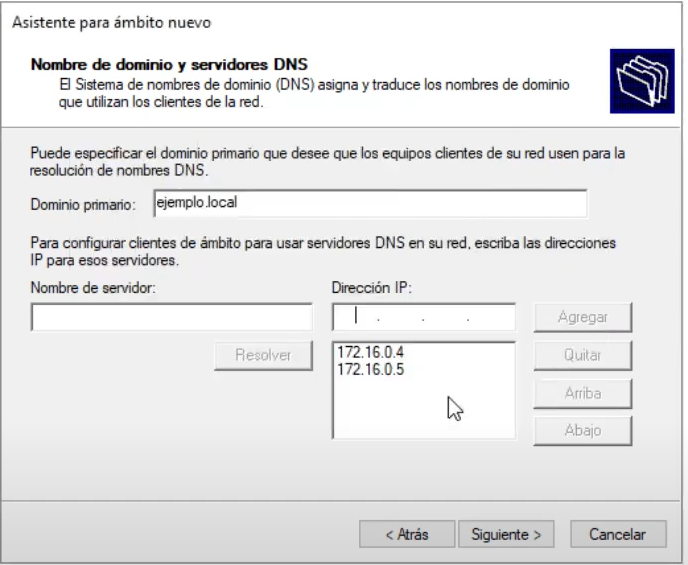 Asistente para ámbito nuevo
Nombre de dominio y servidores DNS
El Sistema de nombres de dominio (DNS) asigna y traduce los nombres de dominio
que utilizan los clientes de la red.
Puede especificar el dominio primario que desee que los equipos clientes de su red usen para la
resolución de nombres DNS.
Dominio primario: ejemplo.local
Para configurar clientes de ámbito para usar servidores DNS en su red, escriba las direcciones
IP para esos servidores.
Nombre de servidor: Dirección IP:
. . . Agregar
Resolver 172.16.0.4 Quitar
172.16.0.5
Arriba
Abajo
< Atrás Siguiente > Cancelar